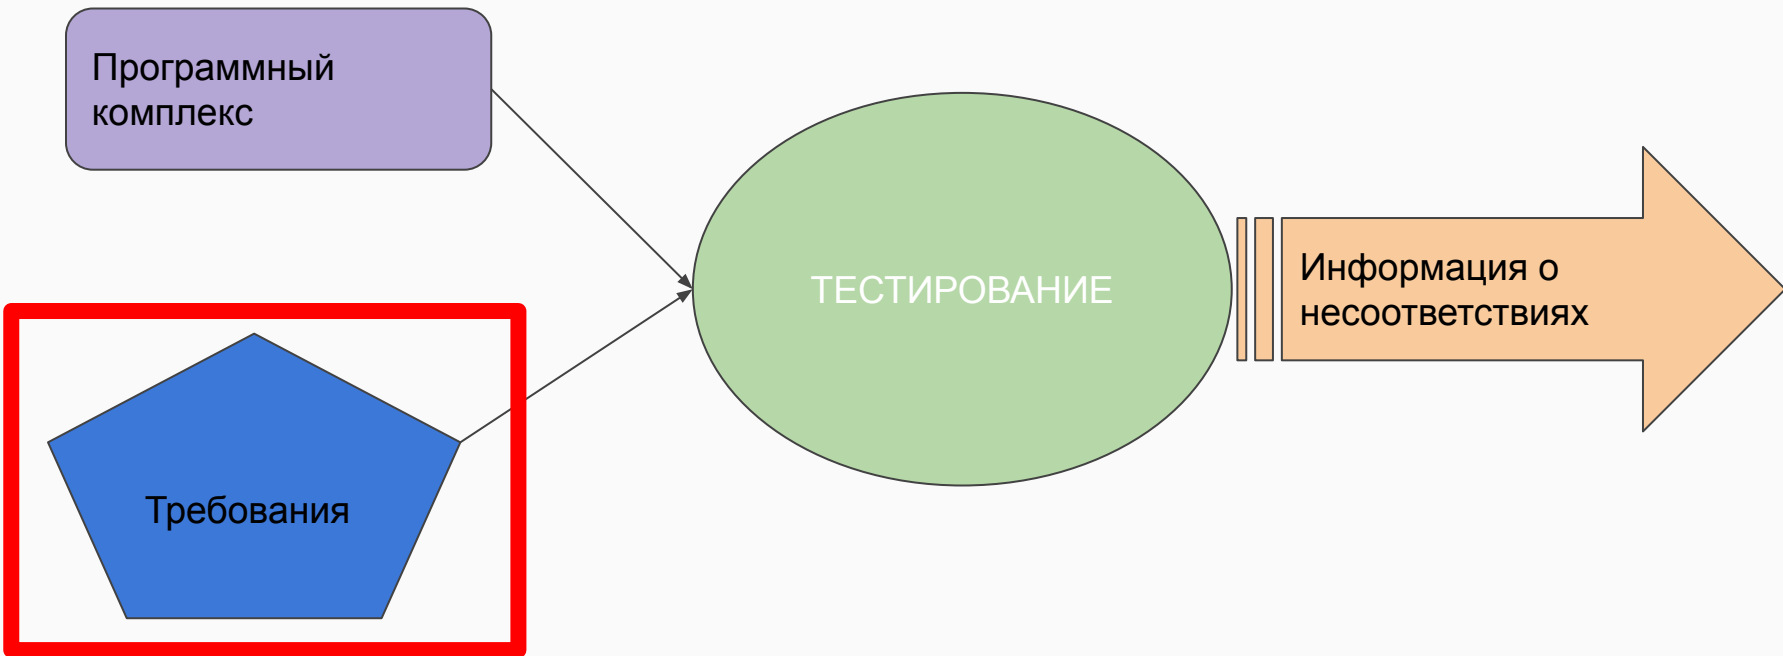 Программный
комплекс
ТЕСТИРОВАНИЕ
Информация о
несоответствиях
Требования